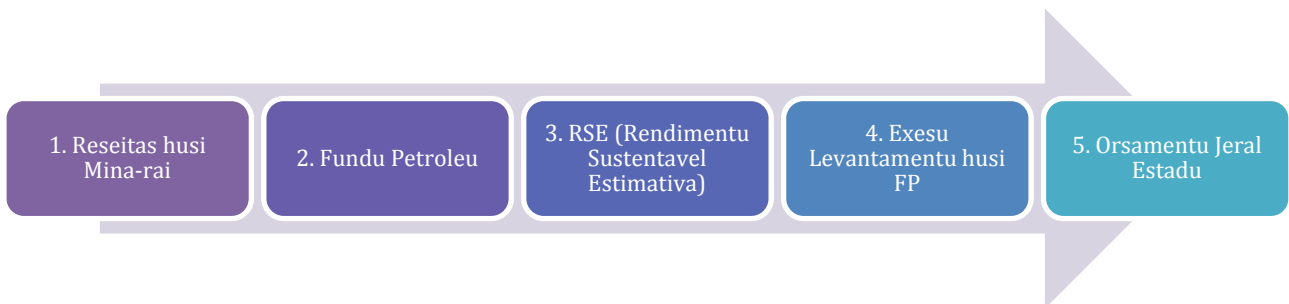 1. Reseitas husi
Mina-rai
2. Fundu Petroleu
3. RSE (Rendimentu
Sustentavel
Estimativa)
4. Exesu
Levantamentu husi
FP
5. Orsamentu Jeral
Estadu